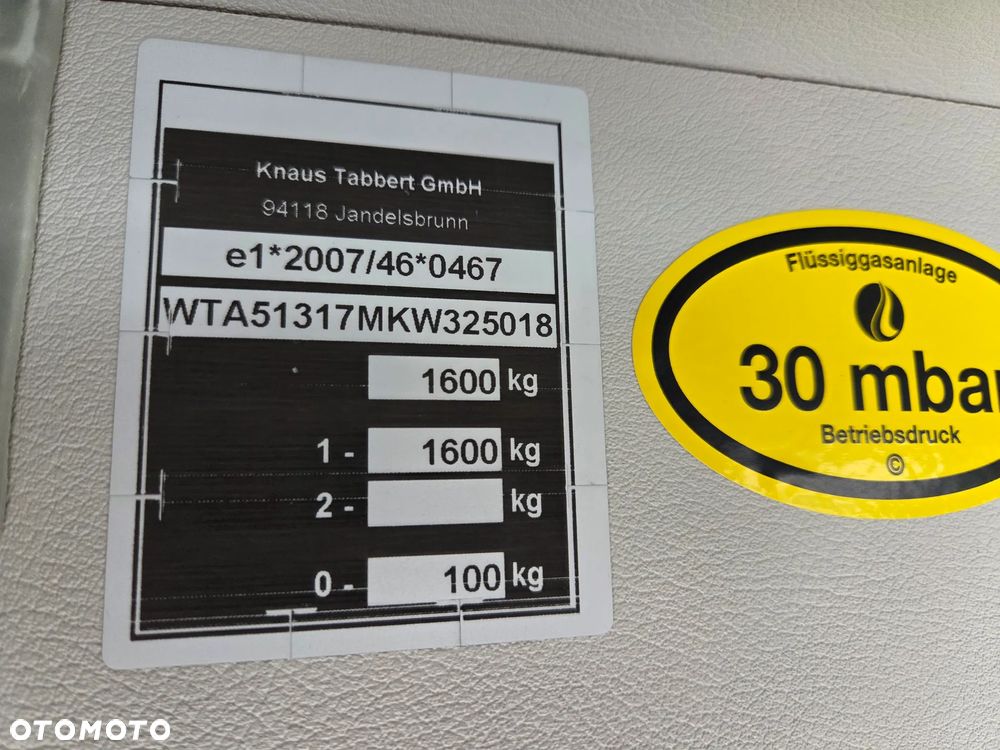 Knaus Tabbert GmbH
94118 Jandelsbrunn
e1*2007/46*0467
WTA51317MKW325018
1600 kg
1 - 1600 kg
2 - kg
0 - 100 kg
Flüssiggasanlage
30 mbar
Betriebsdruck
©
OTOMOTO